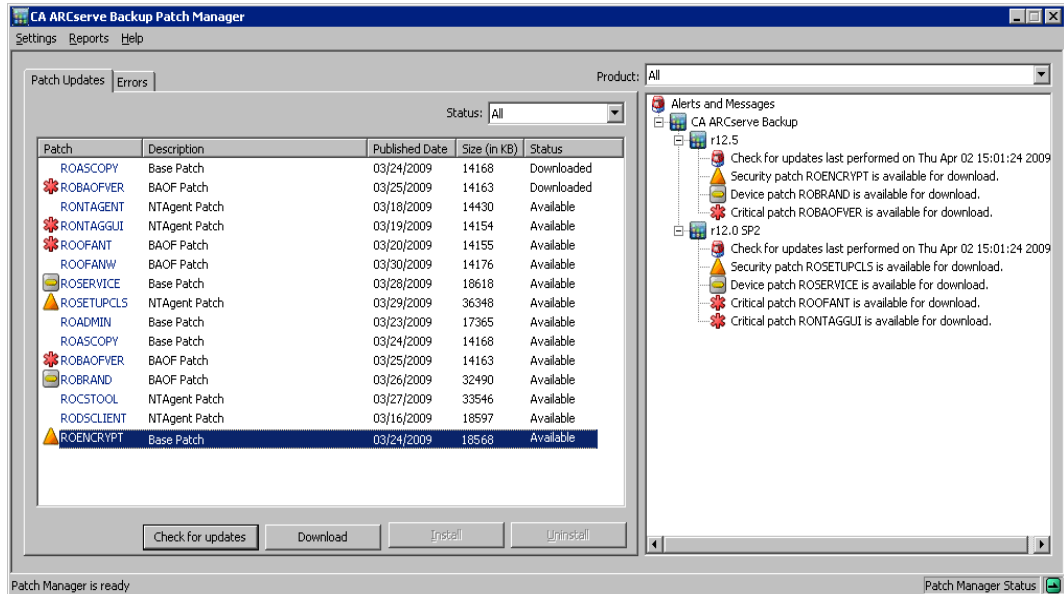 CA ARCserve Backup Patch Manager
Settings Reports Help
Patch Updates Errors
Product: All
Status: All
Patch Description Published Date Size (in KB) Status
ROASCOPY Base Patch 03/24/2009 14168 Downloaded
ROBAOFVER BAOF Patch 03/25/2009 14163 Downloaded
RONTAGENT NTAgent Patch 03/18/2009 14430 Available
RONTAGGUI NTAgent Patch 03/19/2009 14154 Available
ROOFANT BAOF Patch 03/20/2009 14155 Available
ROOFANW BAOF Patch 03/30/2009 14176 Available
ROSERVICE Base Patch 03/28/2009 18618 Available
ROSETUPCLS NTAgent Patch 03/29/2009 36348 Available
ROADMIN Base Patch 03/23/2009 17365 Available
ROASCOPY Base Patch 03/24/2009 14168 Available
ROBAOFVER BAOF Patch 03/25/2009 14163 Available
ROBRAND BAOF Patch 03/26/2009 32490 Available
ROCSTOOL NTAgent Patch 03/27/2009 33546 Available
RODSCLIENT NTAgent Patch 03/16/2009 18597 Available
ROENCRYPT Base Patch 03/24/2009 18568 Available
Check for updates Download Install Uninstall
Alerts and Messages
CA ARCserve Backup
r12.5
Check for updates last performed on Thu Apr 02 15:01:24 2009
Security patch ROENCRYPT is available for download.
Device patch ROBRAND is available for download.
Critical patch ROBAOFVER is available for download.
r12.0 SP2
Check for updates last performed on Thu Apr 02 15:01:24 2009
Security patch ROSETUPCLS is available for download.
Device patch ROSERVICE is available for download.
Critical patch ROOFANT is available for download.
Critical patch RONTAGGUI is available for download.
Patch Manager is ready
Patch Manager Status